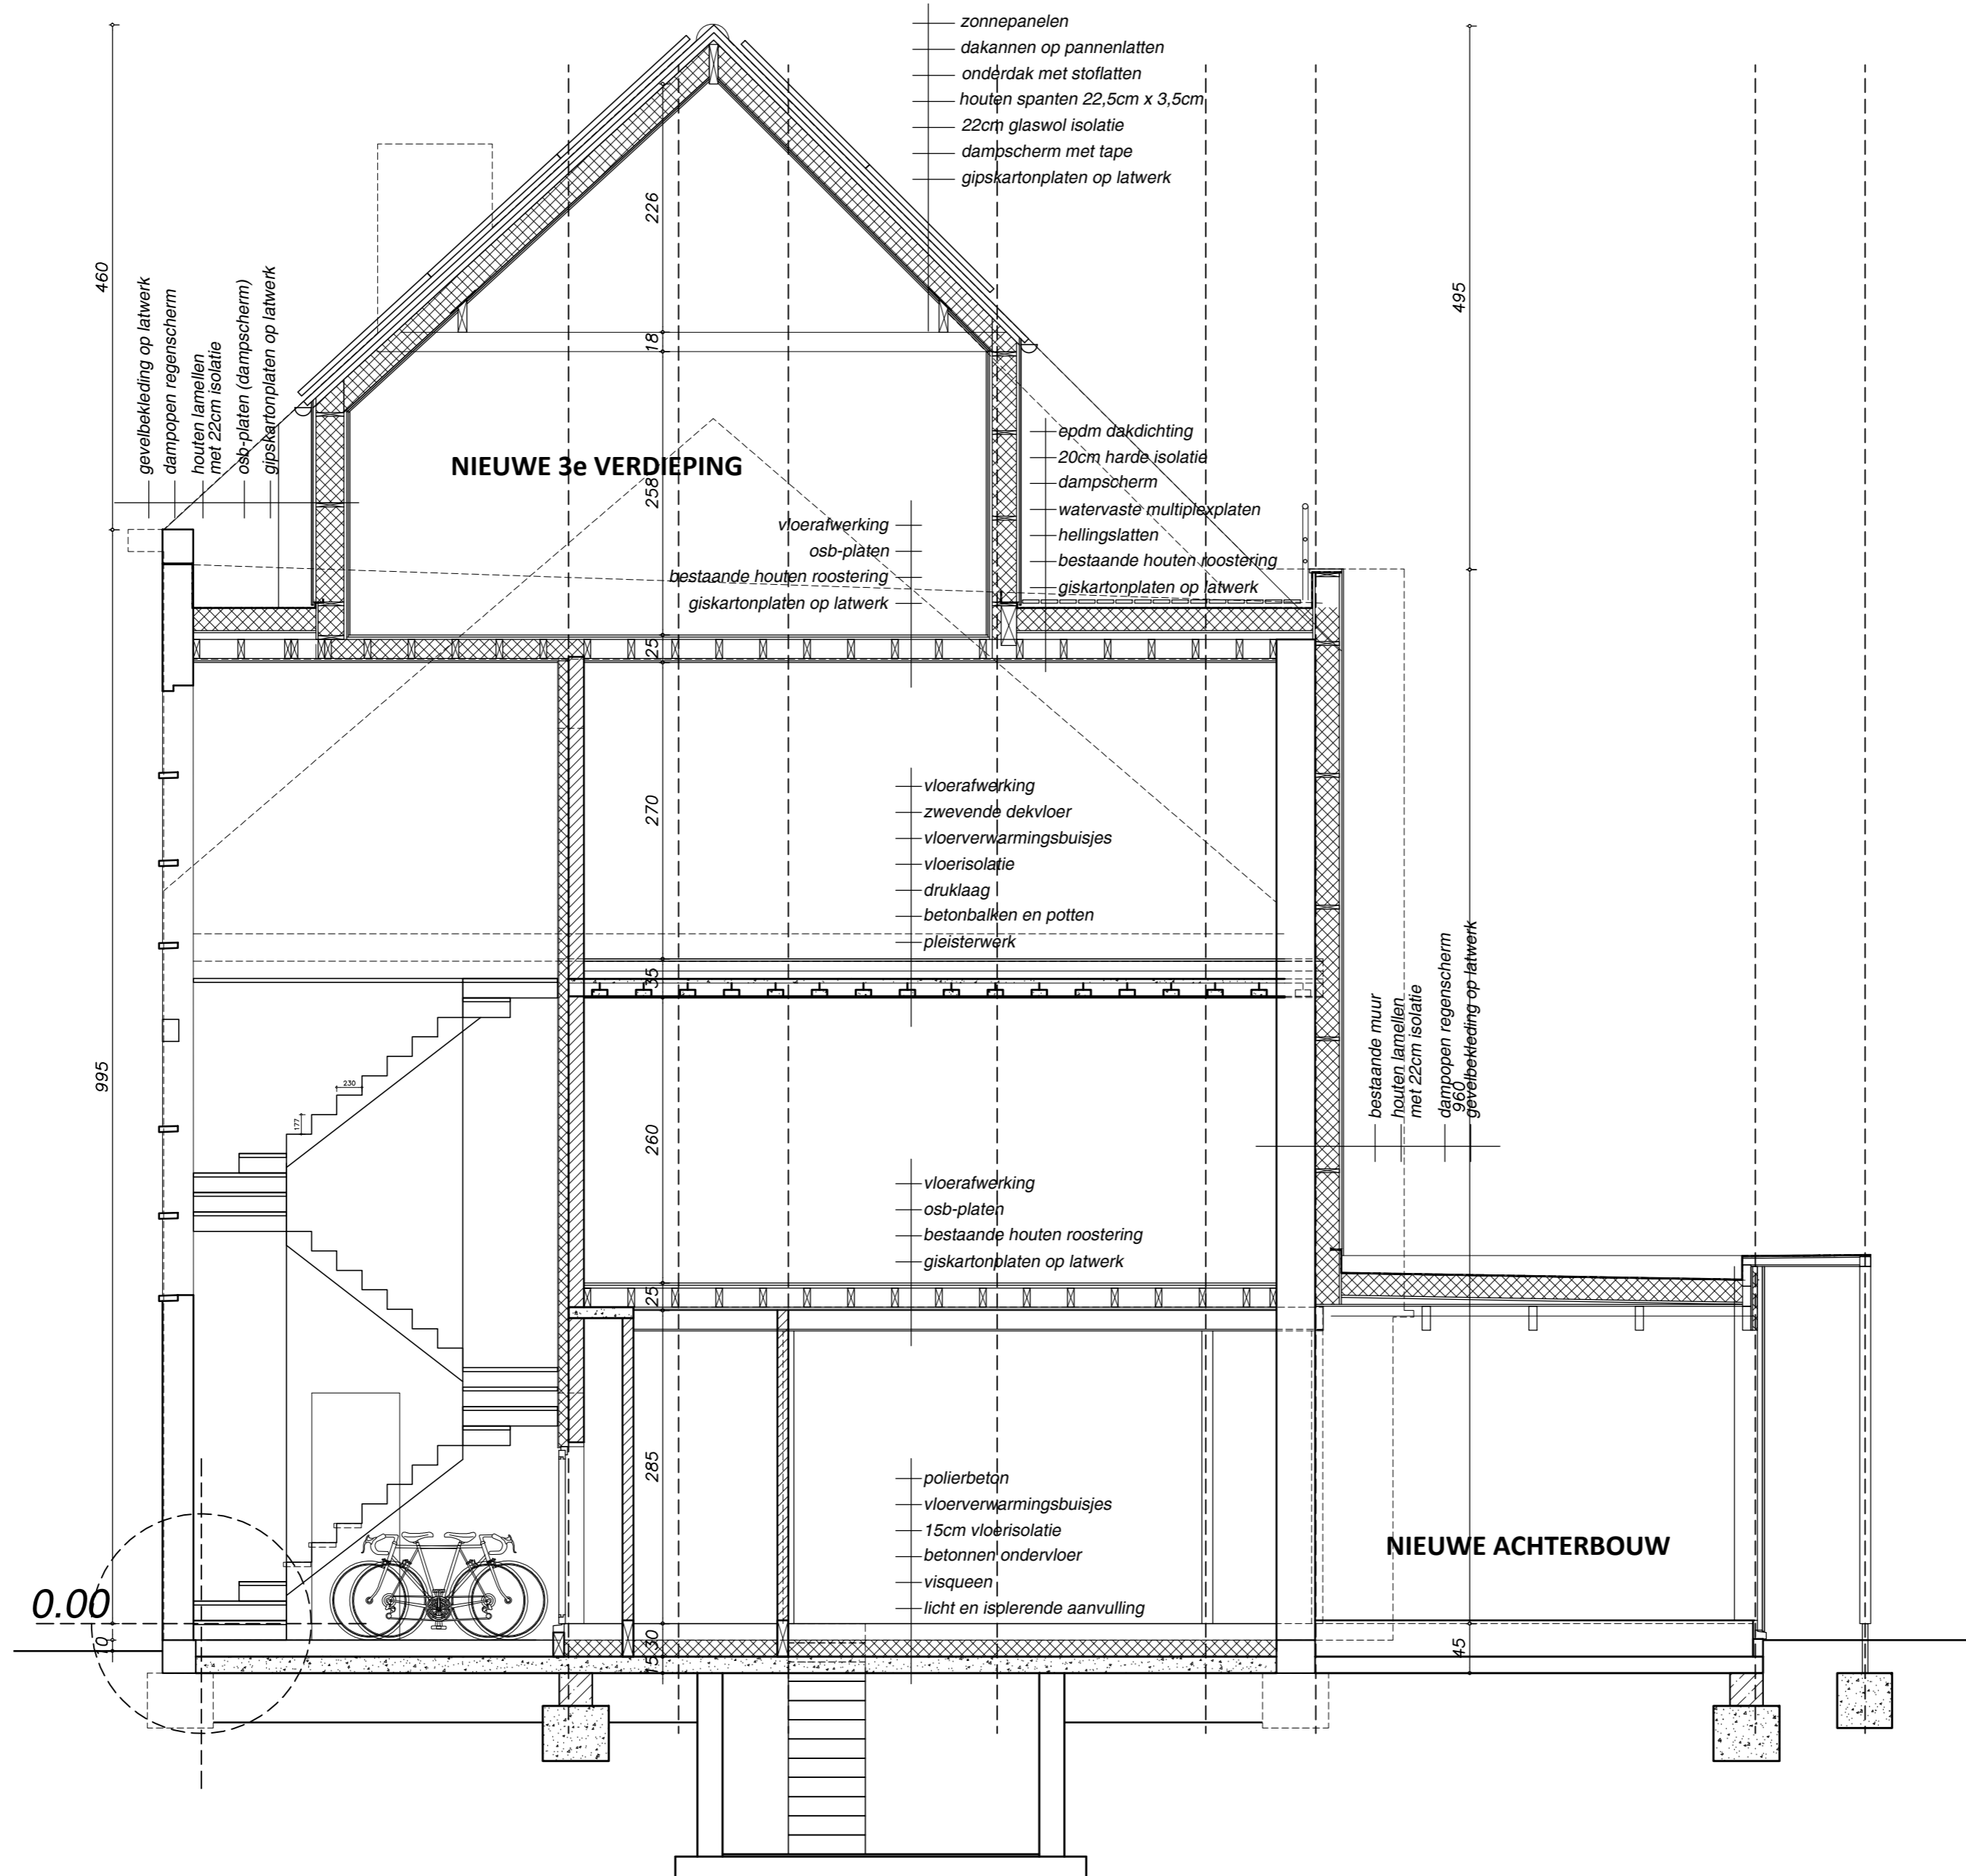 zonnepanelen
dakannen op pannenlatten
onderdak met stoflatten
houten spanten 22,5cm x 3,5cm
22cm glaswol isolatie
dampscherm met tape
gipskartonplaten op latwerk
460
226
18
495
gevelbekleding op latwerk
dampopen regenscherm
houten lamellen
met 22cm isolatie
osb-platen (dampscherm)
gipskartonplaten op latwerk
NIEUWE 3e VERDIEPING
258
epdm dakdichting
20cm harde isolatie
dampscherm
watervaste multiplexplaten
hellingslatten
bestaande houten roostering
giskartonplaten op latwerk
vloerafwerking
osb-platen
bestaande houten roostering
giskartonplaten op latwerk
25
270
vloerafwerking
zwevende dekvloer
vloerverwarmingsbuisjes
vloerisolatie
druklaag
betonbalken en potten
pleisterwerk
35
995
230
177
260
bestaande muur
houten lamellen
met 22cm isolatie
dampopen regenscherm
960
gevelbekleding op latwerk
vloerafwerking
osb-platen
bestaande houten roostering
giskartonplaten op latwerk
25
285
polierbeton
vloerverwarmingsbuisjes
15cm vloerisolatie
betonnen ondervloer
visqueen
licht en isolerende aanvulling
NIEUWE ACHTERBOUW
0.00
10
30
15
45